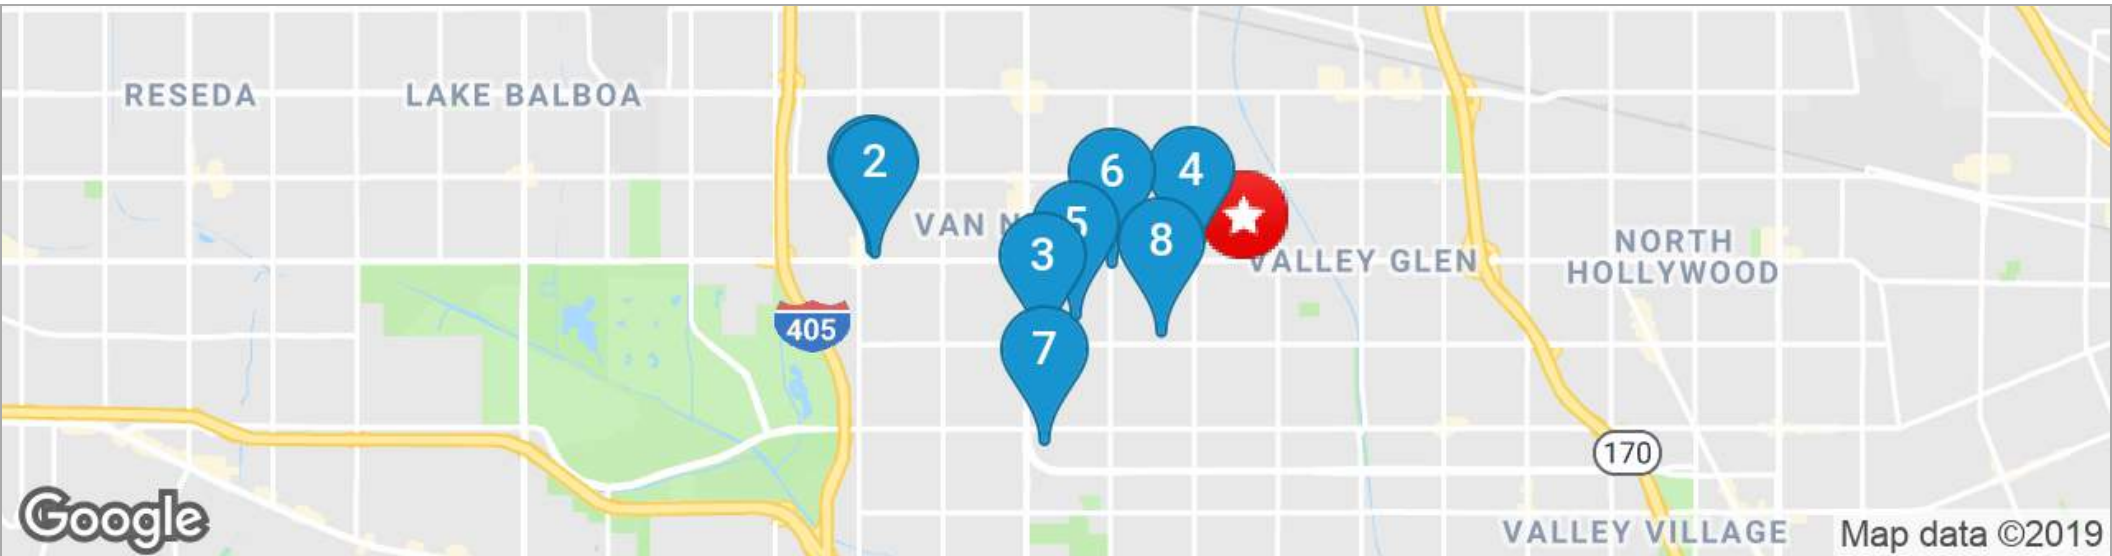 RESEDA
LAKE BALBOA
2
6
4
VAN N
5
3
8
VALLEY GLEN
NORTH
HOLLYWOOD
405
7
170
Google
VALLEY VILLAGE
Map data ©2019